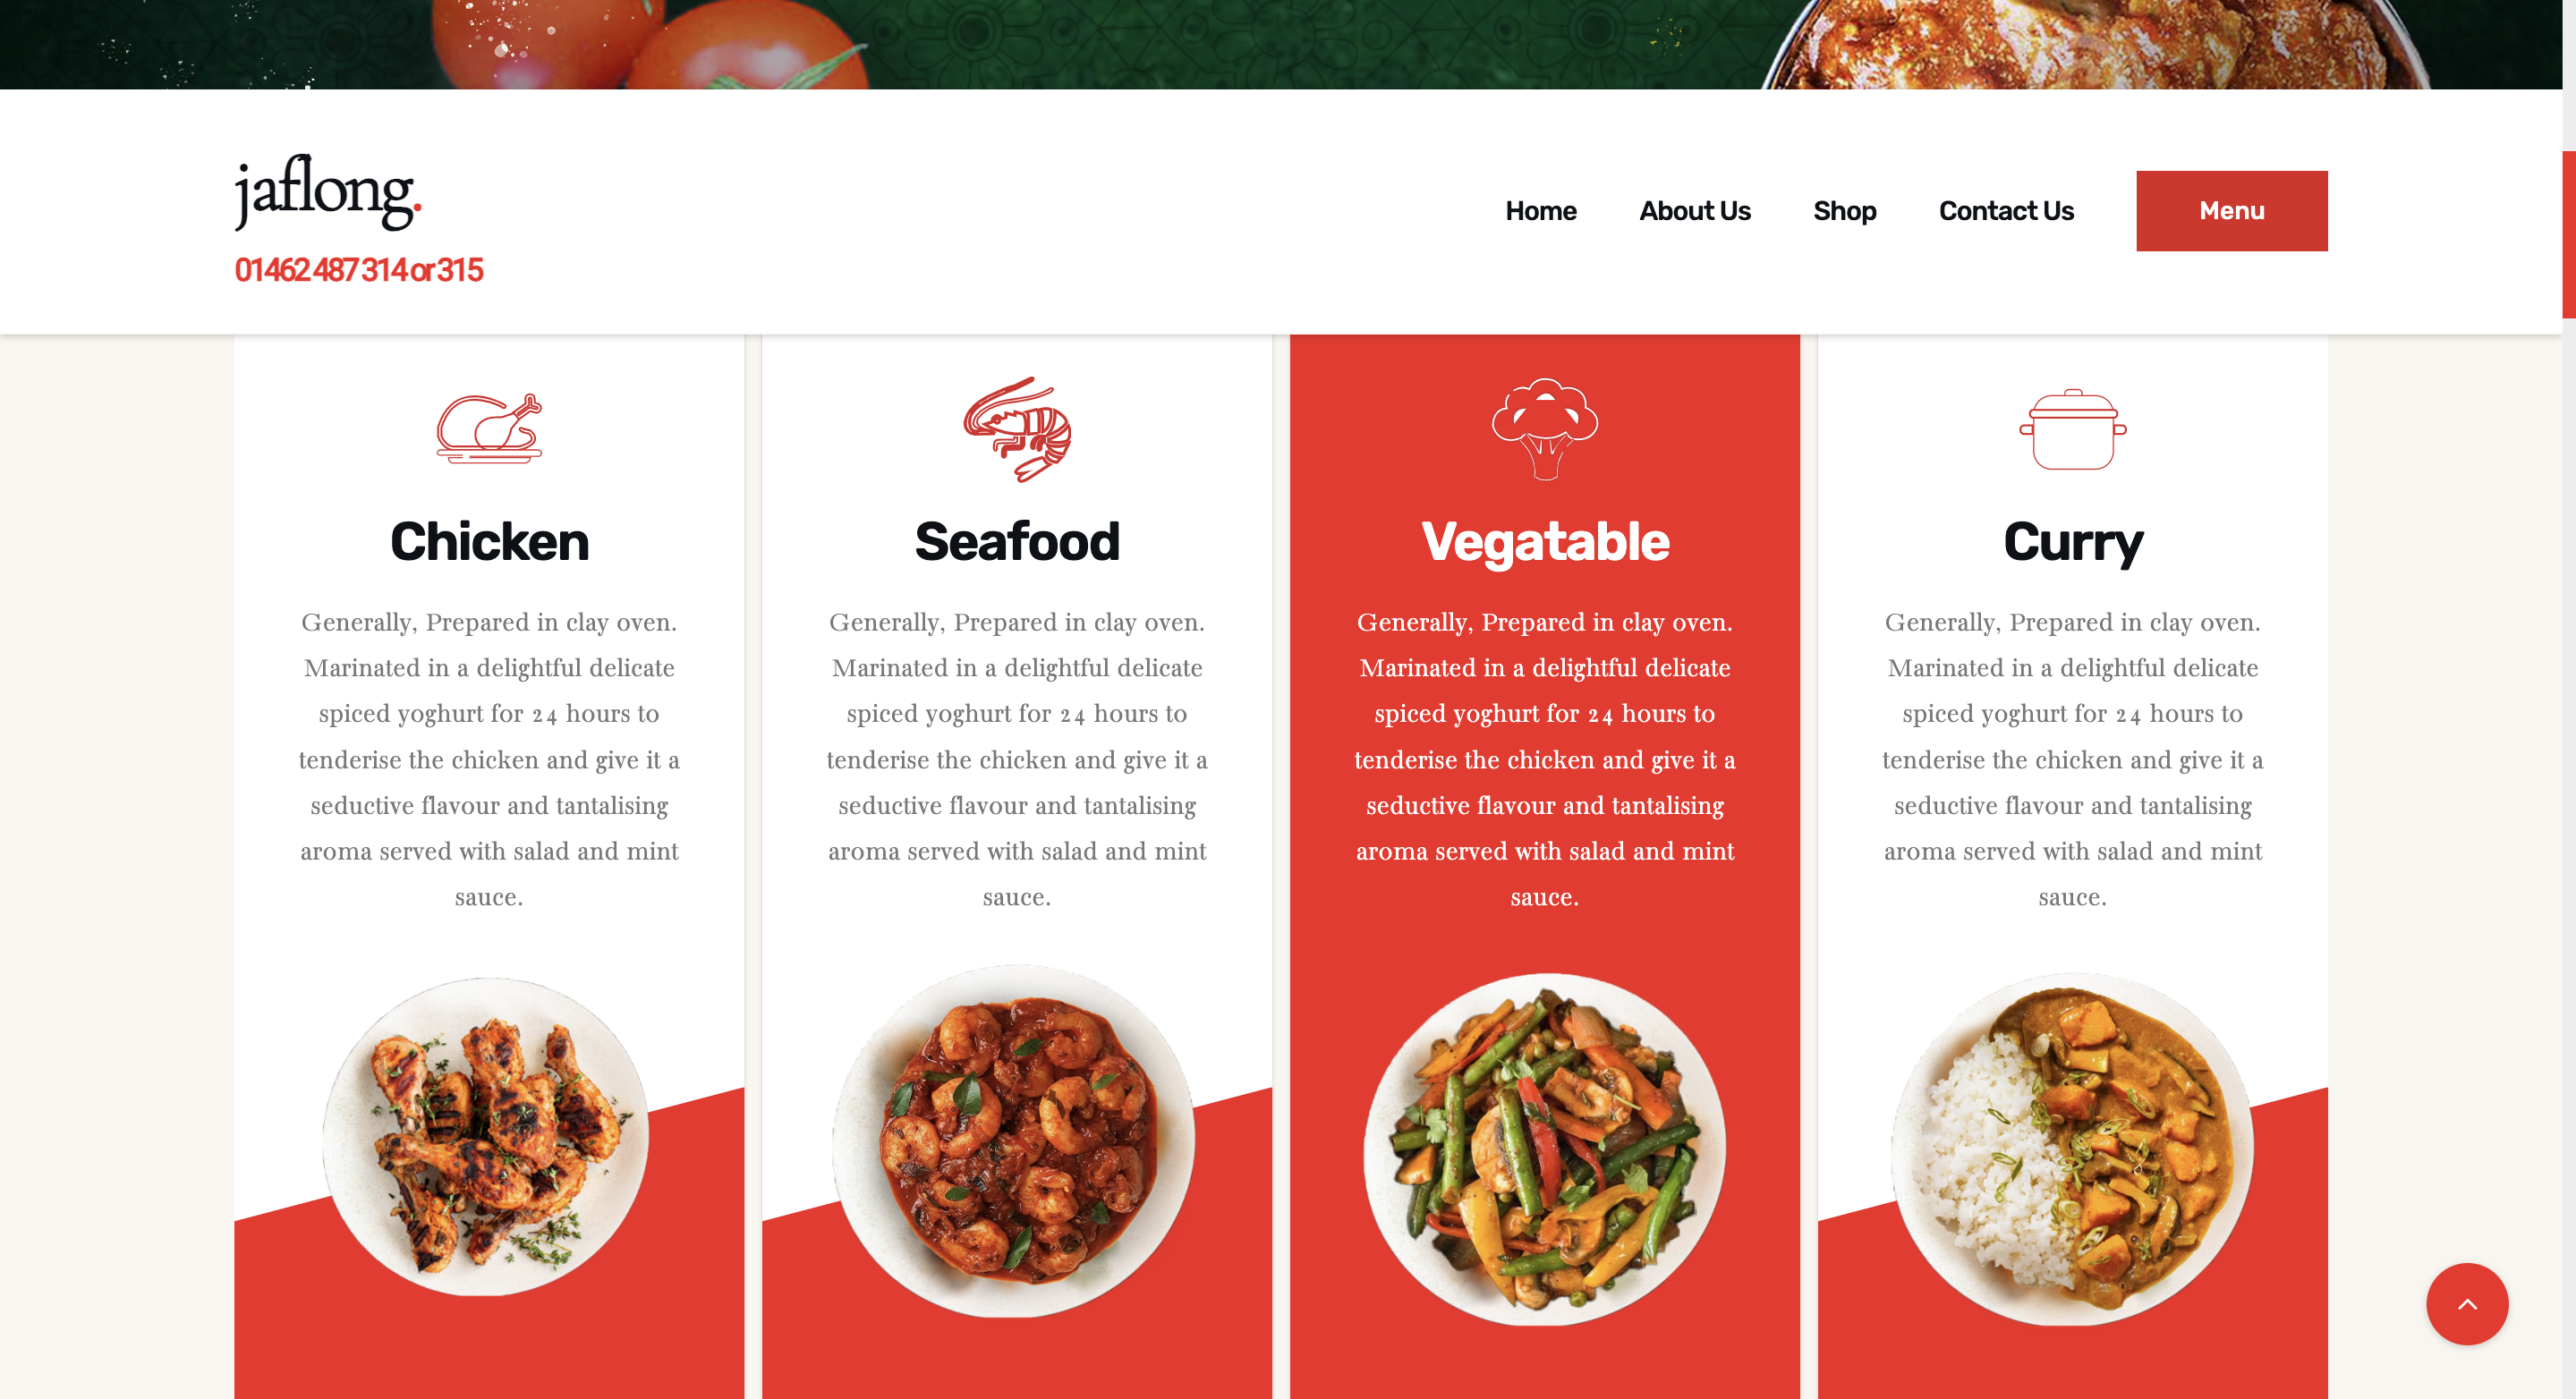 jaflong.
01462 487 314 or 315
Home
About Us
Shop
Contact Us
Menu
Chicken
Generally, Prepared in clay oven.
Marinated in a delightful delicate
spiced yoghurt for 24 hours to
tenderise the chicken and give it a
seductive flavour and tantalising
aroma served with salad and mint
sauce.
Seafood
Generally, Prepared in clay oven.
Marinated in a delightful delicate
spiced yoghurt for 24 hours to
tenderise the chicken and give it a
seductive flavour and tantalising
aroma served with salad and mint
sauce.
Vegatable
Generally, Prepared in clay oven.
Marinated in a delightful delicate
spiced yoghurt for 24 hours to
tenderise the chicken and give it a
seductive flavour and tantalising
aroma served with salad and mint
sauce.
Curry
Generally, Prepared in clay oven.
Marinated in a delightful delicate
spiced yoghurt for 24 hours to
tenderise the chicken and give it a
seductive flavour and tantalising
aroma served with salad and mint
sauce.